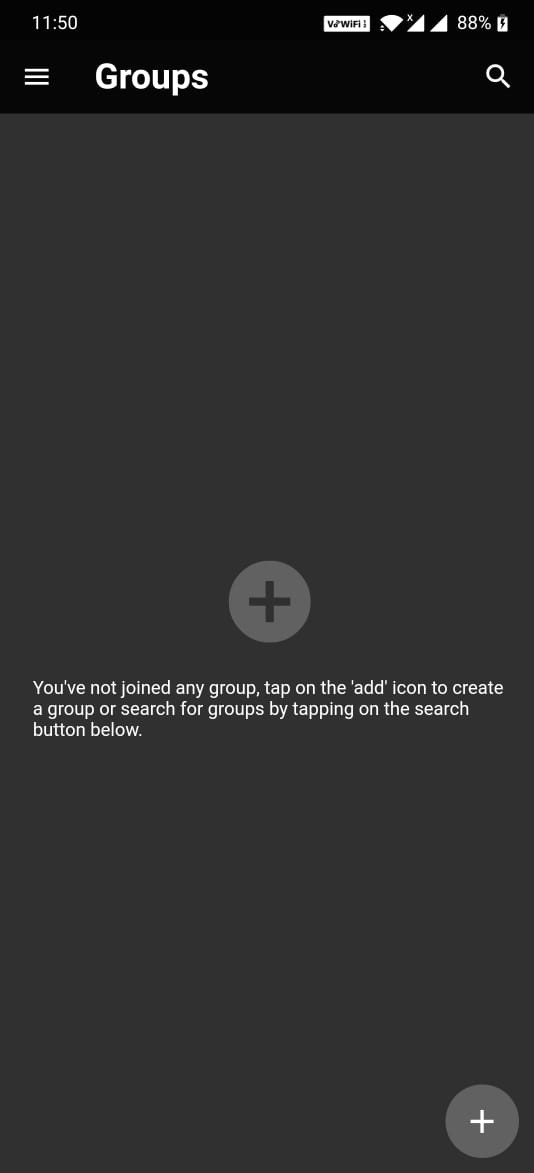 11:50
VoWiFi 88%
Groups
You've not joined any group, tap on the 'add' icon to create
a group or search for groups by tapping on the search
button below.